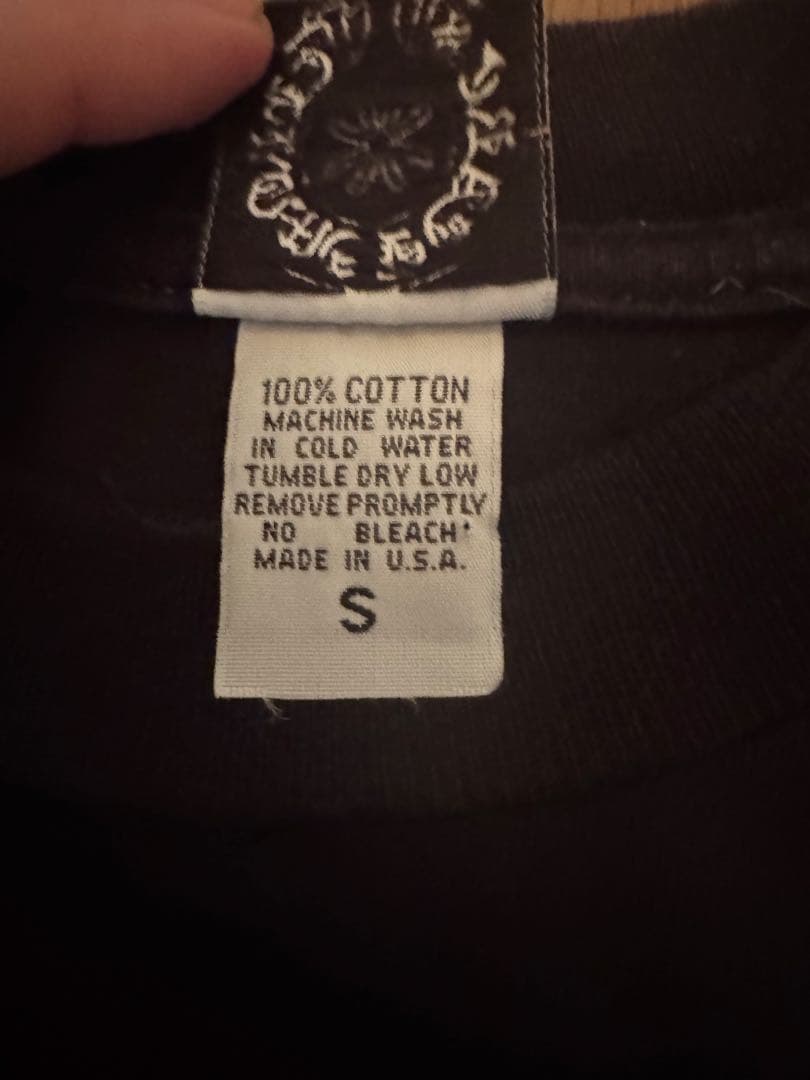 100% COTTON
MACHINE WASH
IN COLD WATER
TUMBLE DRY LOW
REMOVE PROMPTLY
NO BLEACH
MADE IN U.S.A.
S